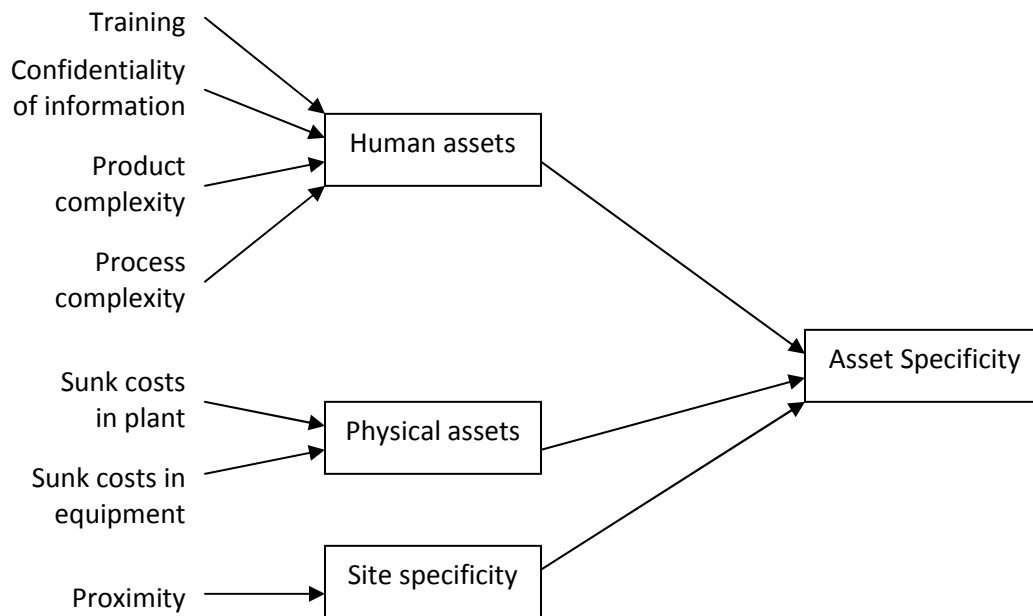 Training
Confidentiality
of information
Human assets
Product
complexity
Process
complexity
Asset Specificity
Sunk costs
in plant
Physical assets
Sunk costs in
equipment
Site specificity
Proximity